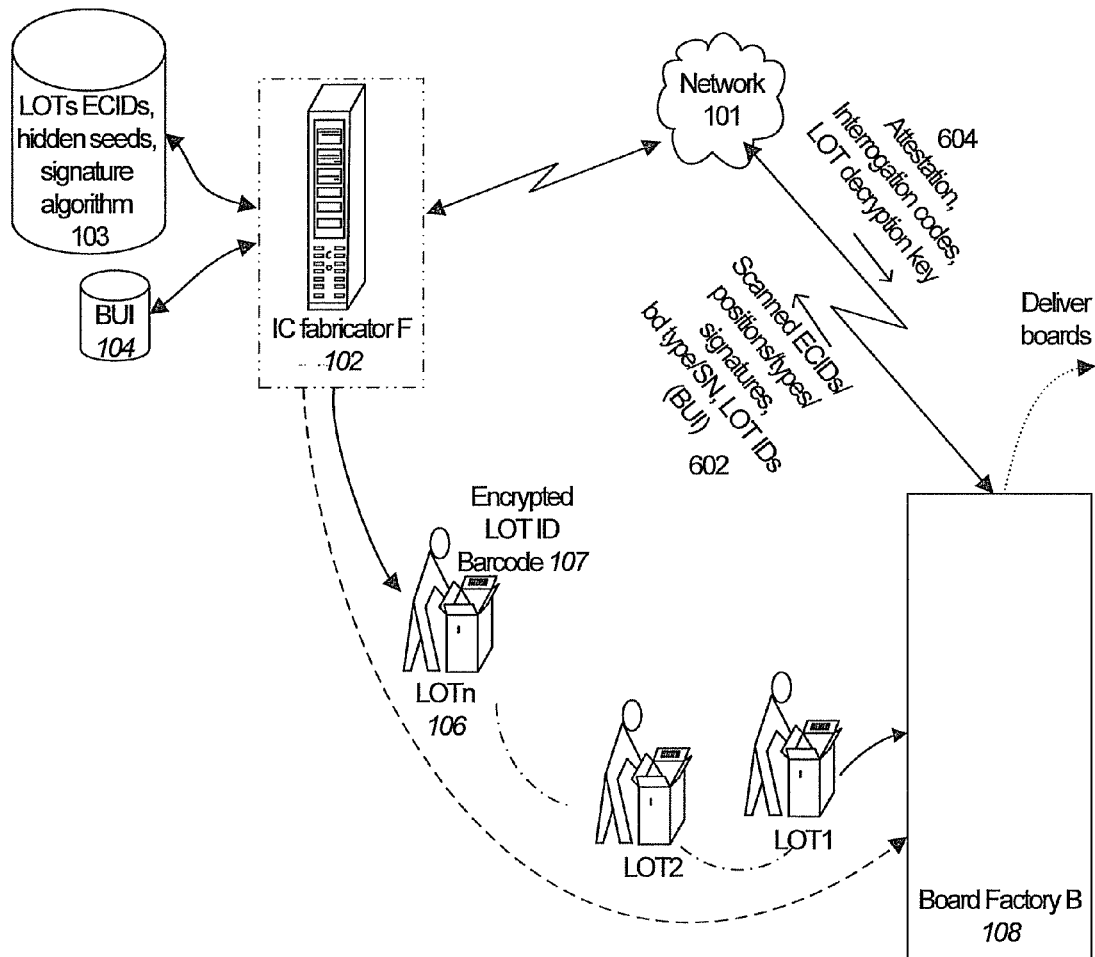 LOTs ECIDs,
hidden seeds,
signature
algorithm
103
BUI
104
IC fabricator F
102
Network
101
604
Attestation,
Interrogation codes,
LOT decryption key
Scanned ECIDs/
positions/types/
signatures,
bd type/SN, LOT IDs
(BUI)
602
Deliver
boards
Encrypted
LOT ID
Barcode 107
LOTn
106
LOT2
LOT1
Board Factory B
108